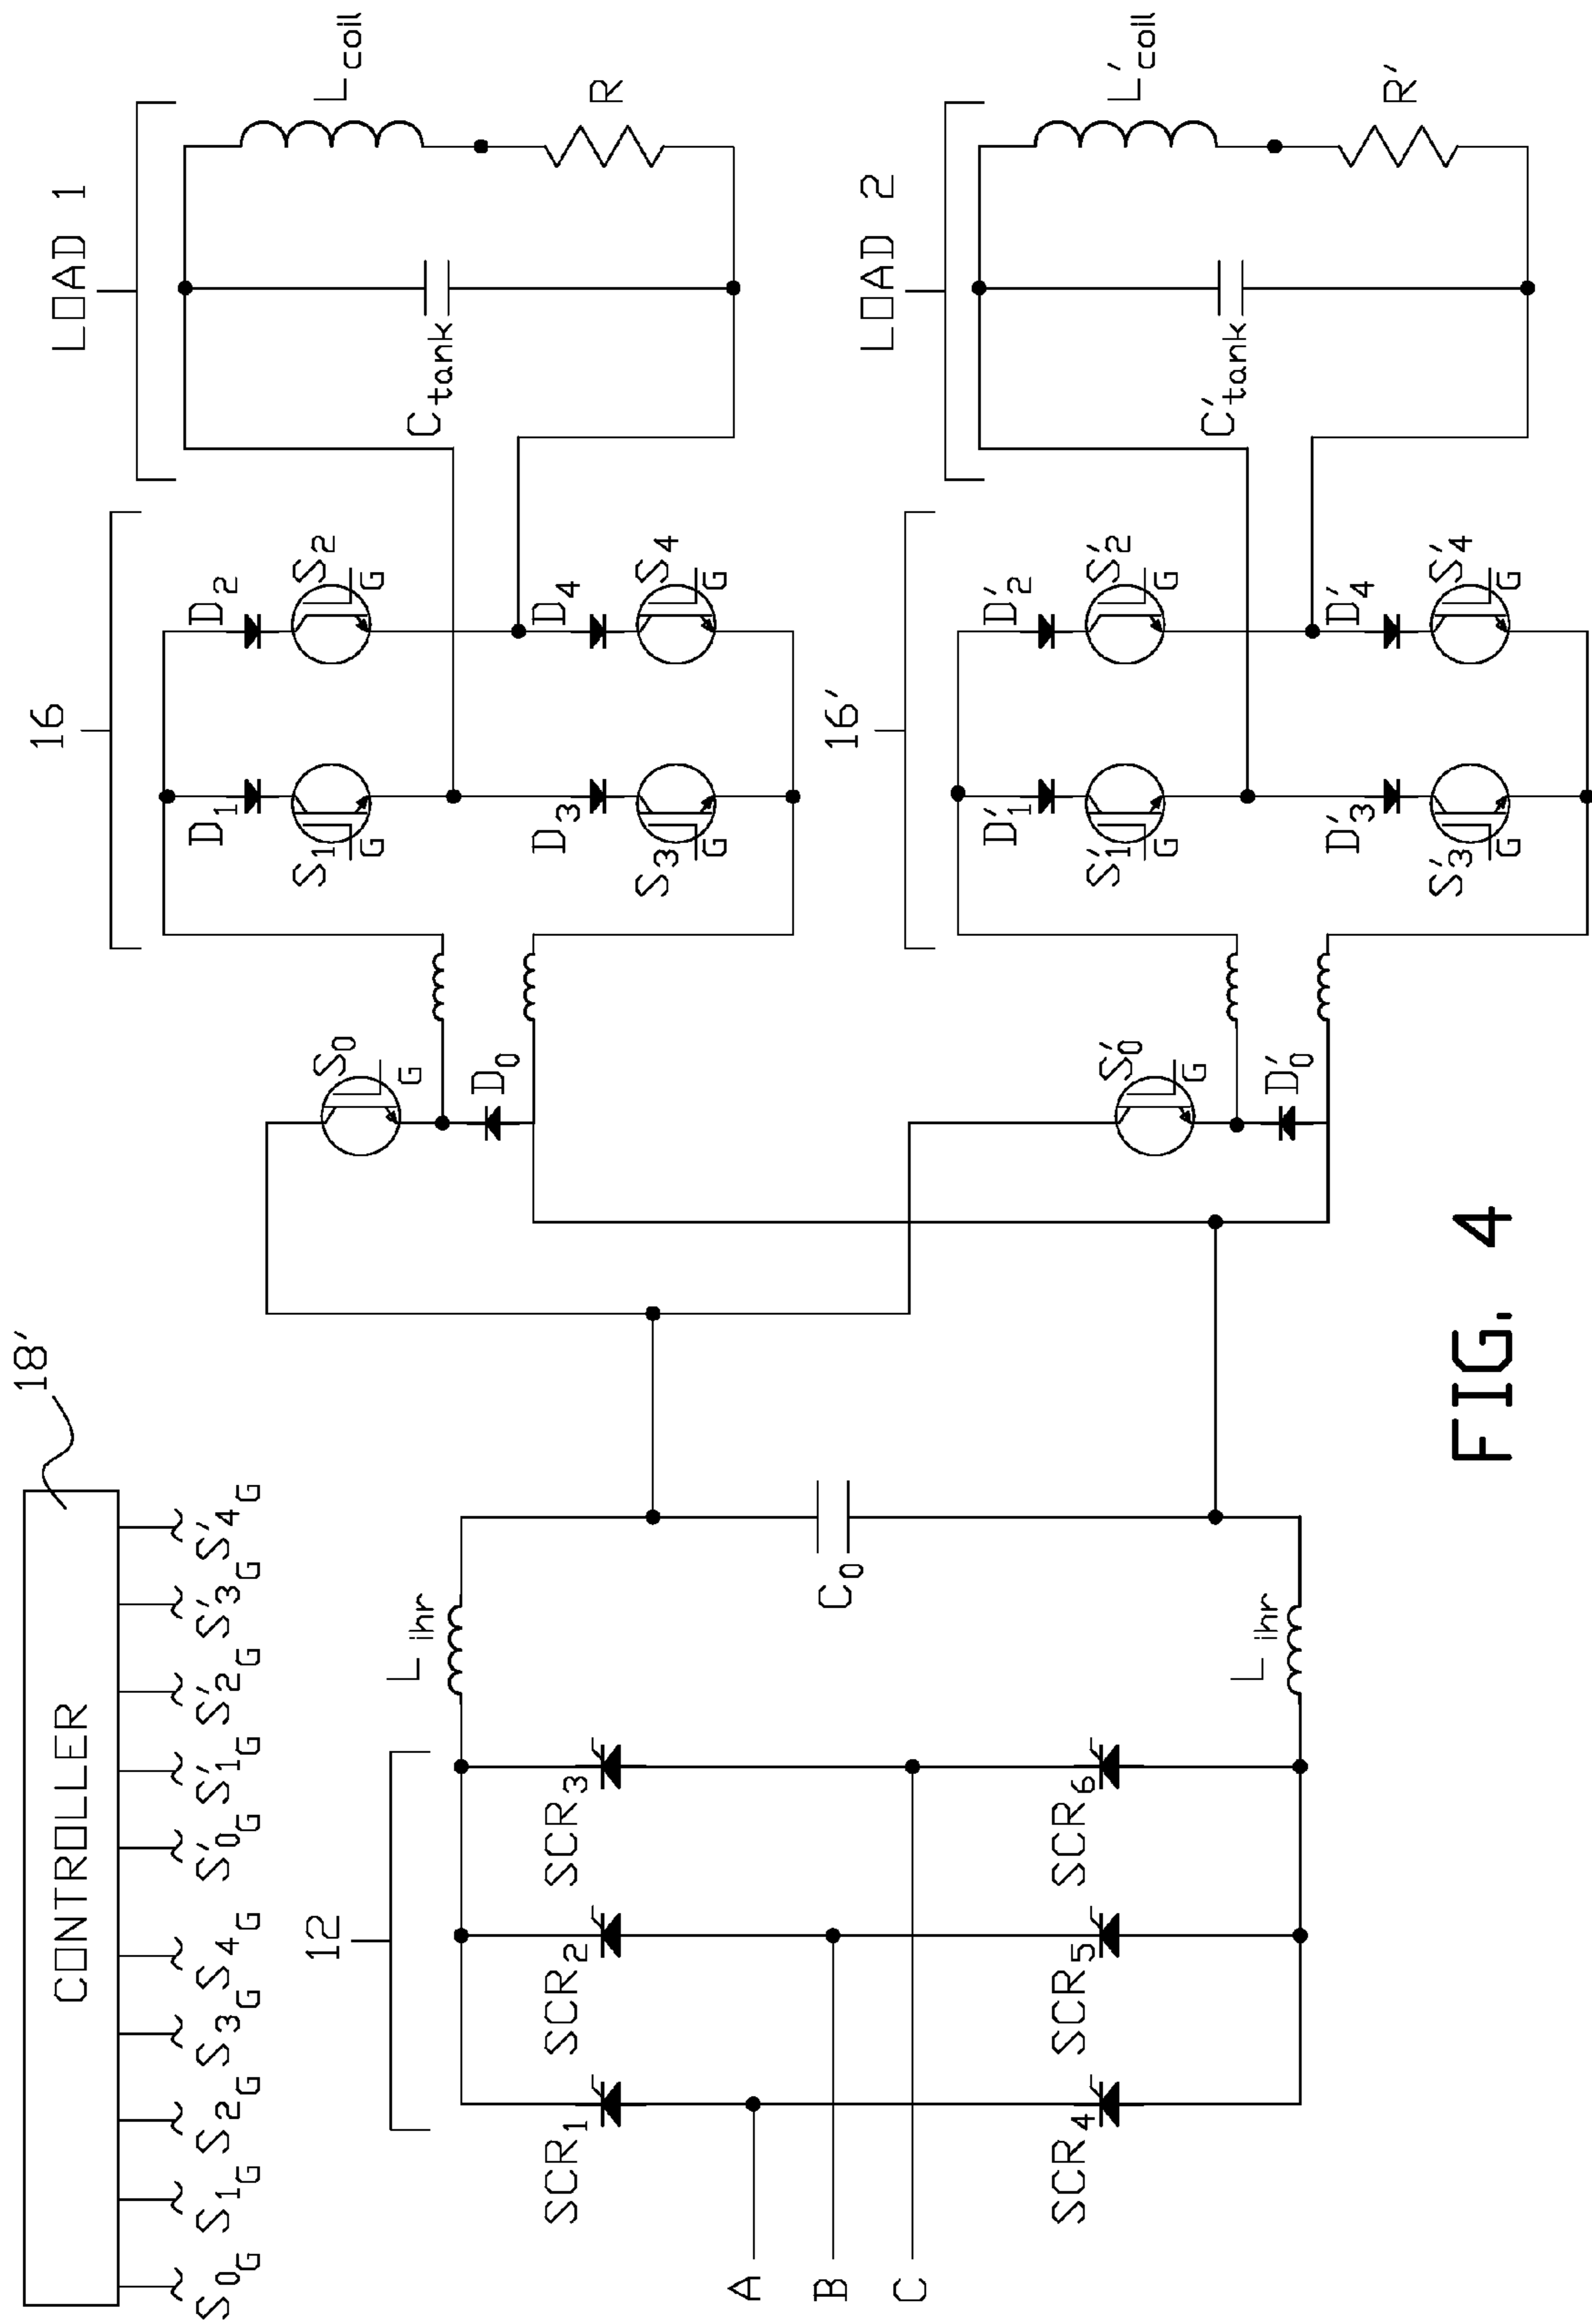 CONTROLLER
18′
S0G
S1G
S2G
S3G
S4G
S′0G
S′1G
S′2G
S′3G
S′4G
12
SCR1
SCR2
SCR3
SCR4
SCR5
SCR6
A
B
C
Lihr
Lihr
C0
S0
G
D0
S′0
G
D′0
16
D1
D2
S1
G
S2
G
D3
D4
S3
G
S4
G
LOAD 1
Ctank
Lcoil
R
16′
D′1
D′2
S′1
G
S′2
G
D′3
D′4
S′3
G
S′4
G
LOAD 2
C′tank
L′coil
R′
FIG. 4